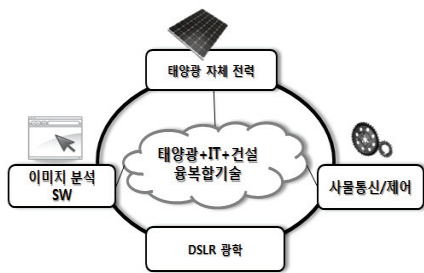 태양광 자체 전력
태양광+IT+건설
융복합기술
이미지 분석
SW
사물통신/제어
DSLR 광학